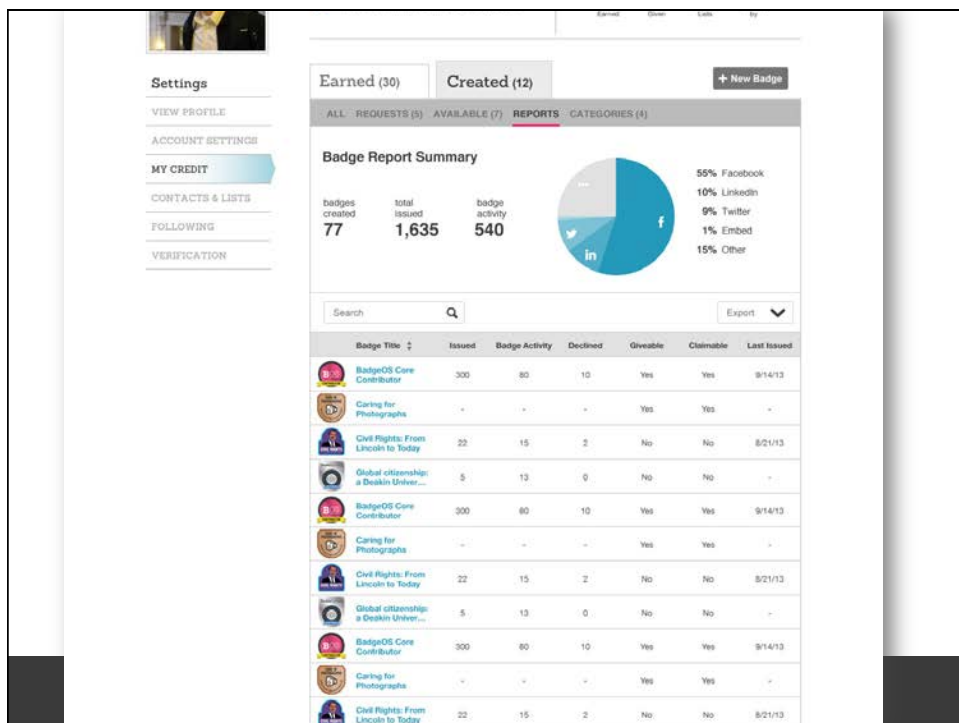 Earned Given Lists by
Settings
VIEW PROFILE
ACCOUNT SETTINGS
MY CREDIT
CONTACTS & LISTS
FOLLOWING
VERIFICATION
Earned (30) Created (12) + New Badge
ALL REQUESTS (5) AVAILABLE (7) REPORTS CATEGORIES (4)
Badge Report Summary
badges created total issued badge activity
77 1,635 540
55% Facebook
10% LinkedIn
9% Twitter
1% Embed
15% Other
Search Export
Badge Title Issued Badge Activity Declined Giveable Claimable Last Issued
BadgeOS Core Contributor 300 80 10 Yes Yes 9/14/13
Caring for Photographs - - - Yes Yes -
Civil Rights: From Lincoln to Today 22 15 2 No No 8/21/13
Global citizenship: a Deakin Univer... 5 13 0 No No -
BadgeOS Core Contributor 300 80 10 Yes Yes 9/14/13
Caring for Photographs - - - Yes Yes -
Civil Rights: From Lincoln to Today 22 15 2 No No 8/21/13
Global citizenship: a Deakin Univer... 5 13 0 No No -
BadgeOS Core Contributor 300 80 10 Yes Yes 9/14/13
Caring for Photographs - - - Yes Yes -
Civil Rights: From Lincoln to Today 22 15 2 No No 8/21/13